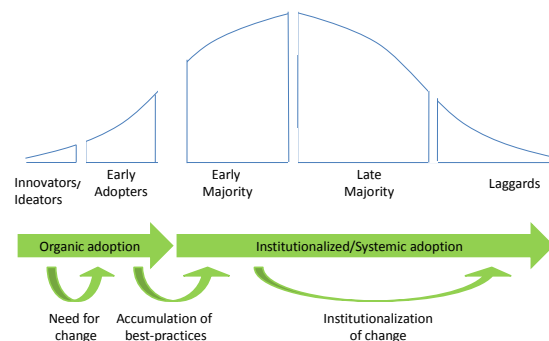 Innovators/
Ideators
Early
Adopters
Early
Majority
Late
Majority
Laggards
Organic adoption
Institutionalized/Systemic adoption
Need for
change
Accumulation of
best-practices
Institutionalization
of change